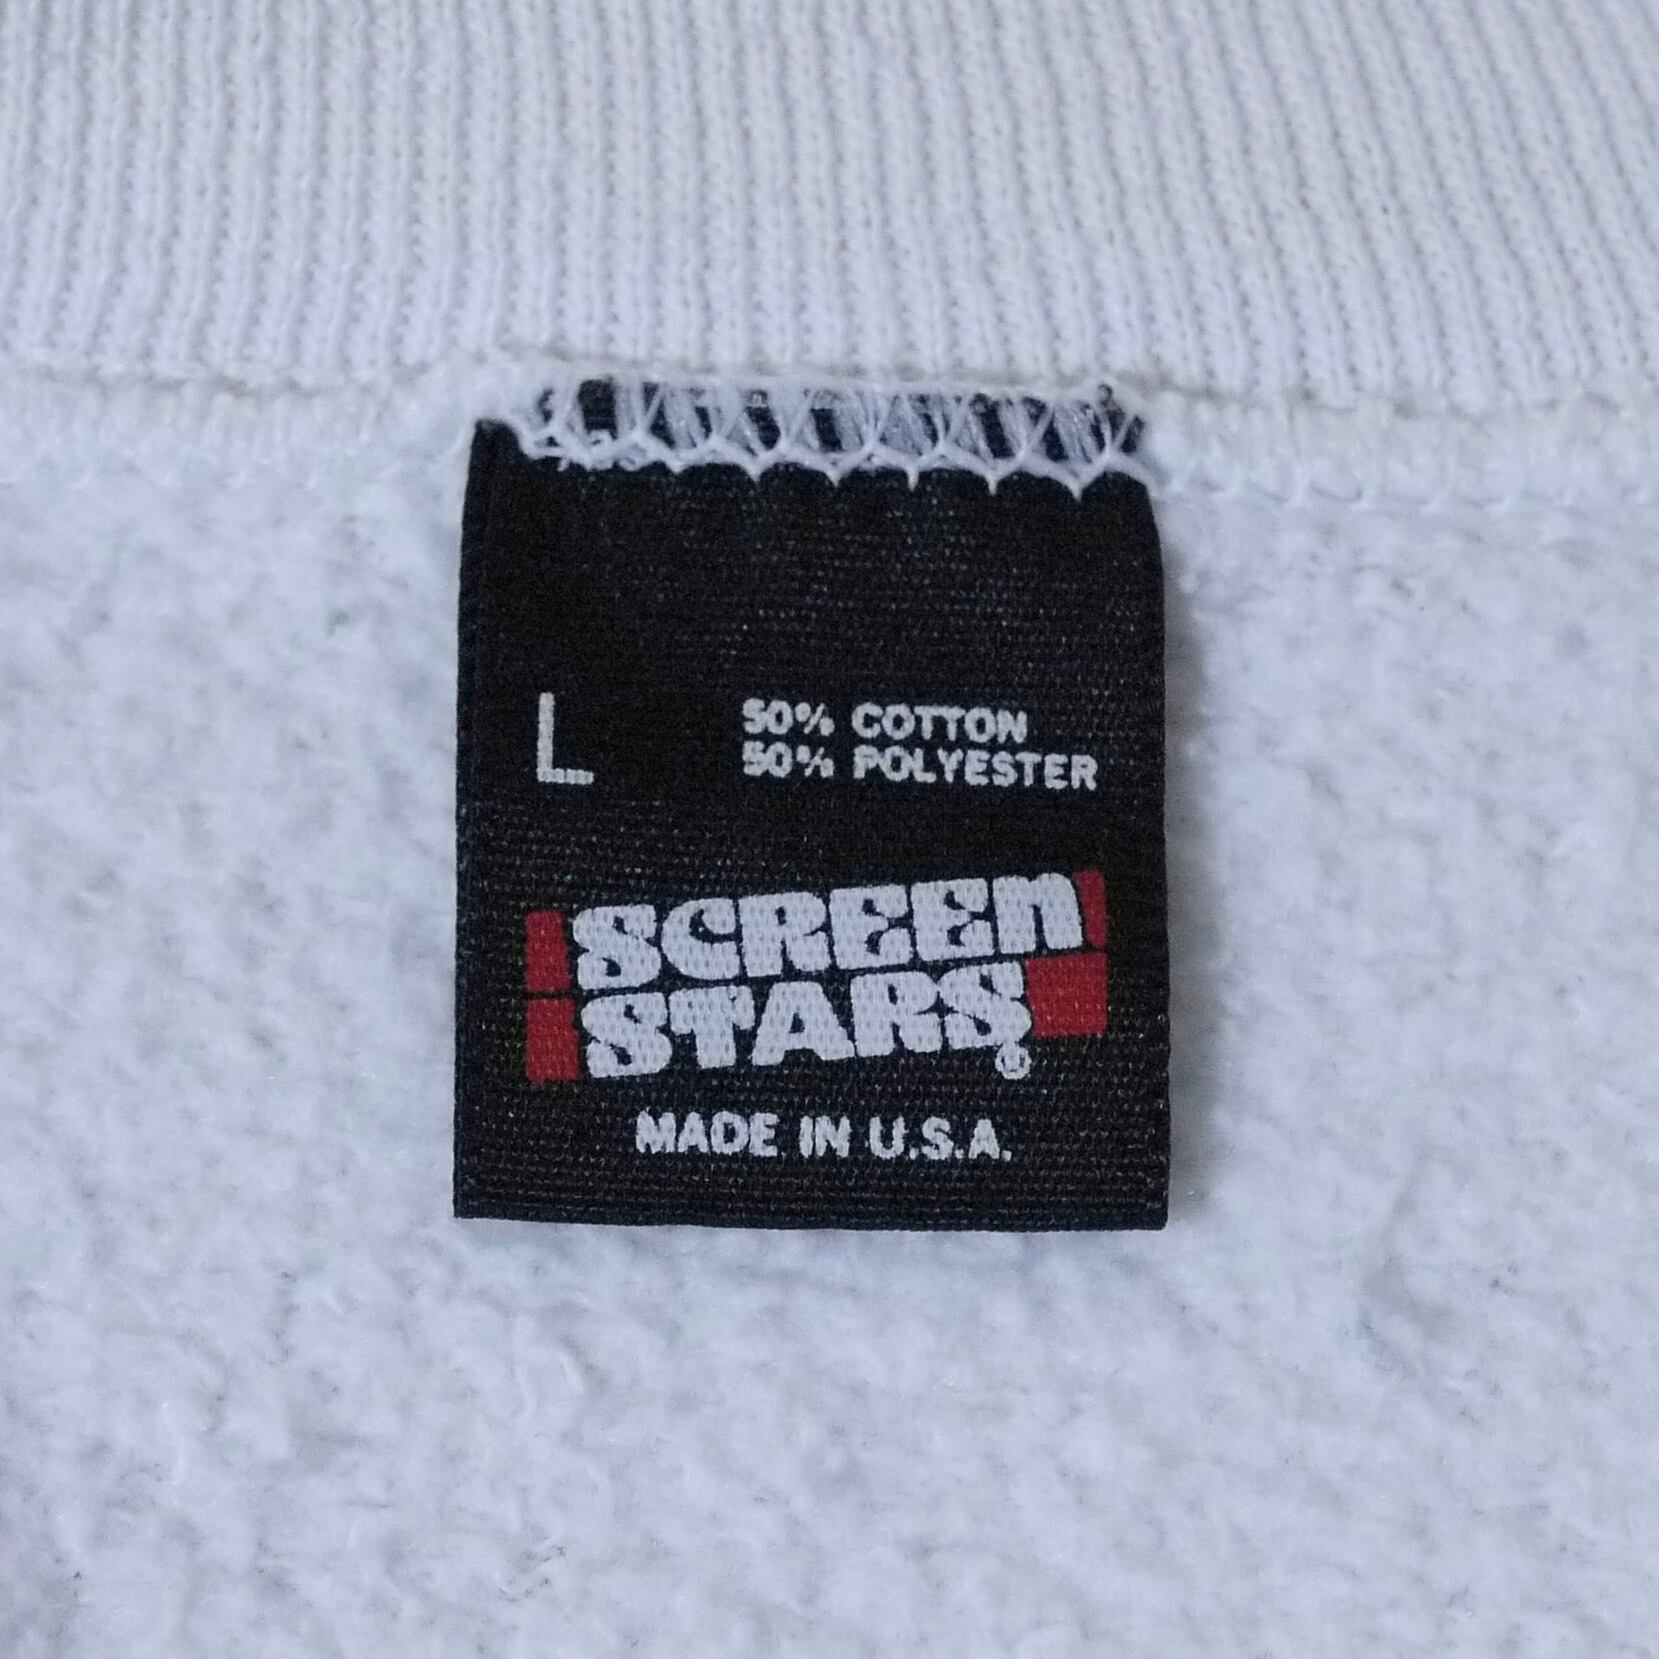 L
50% COTTON
50% POLYESTER
SCREEN
STARS®
MADE IN U.S.A.